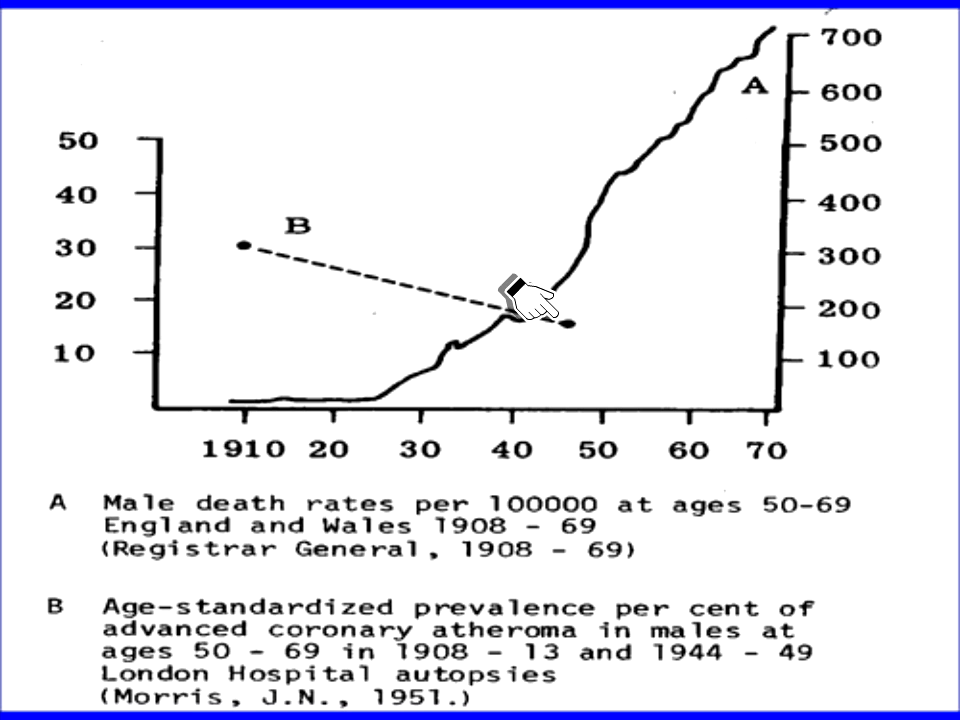 700
A
600
50
500
40
400
B
30
300
20
200
10
100
1910 20 30 40 50 60 70
A Male death rates per 100000 at ages 50-69
England and Wales 1908 - 69
(Registrar General, 1908 - 69)
B Age-standardized prevalence per cent of
advanced coronary atheroma in males at
ages 50 - 69 in 1908 - 13 and 1944 - 49
London Hospital autopsies
(Morris, J.N., 1951.)